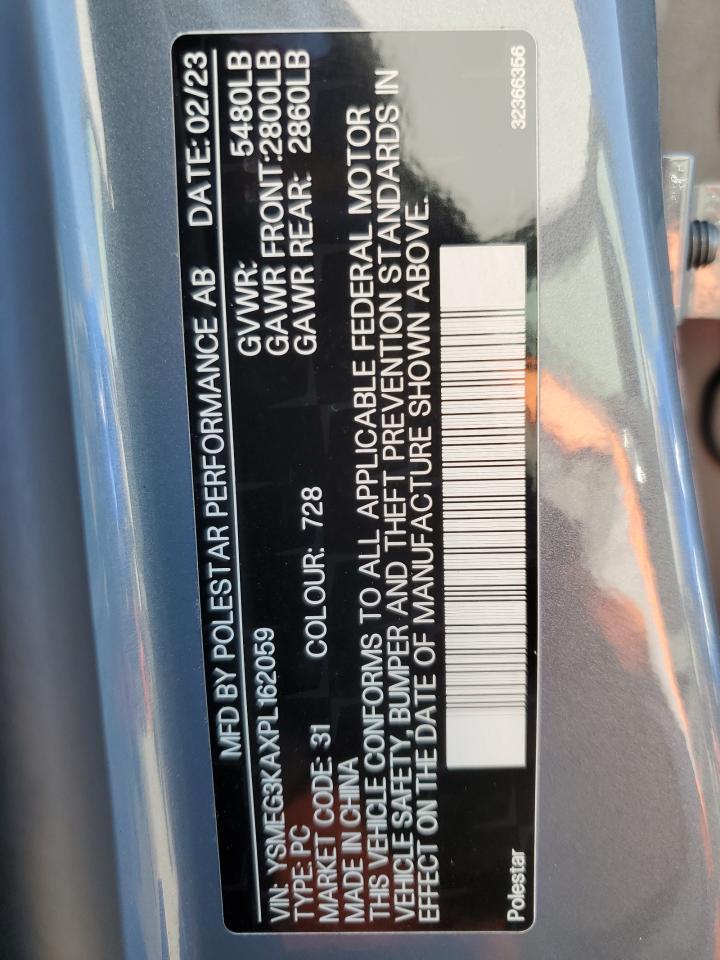 MFD BY POLESTAR PERFORMANCE AB DATE: 02/23
VIN: YSMEG3KAXPL162059 GVWR: 5480LB
TYPE: PC GAWR FRONT: 2800LB
MARKET CODE: 31 COLOUR: 728 GAWR REAR: 2860LB
MADE IN CHINA
THIS VEHICLE CONFORMS TO ALL APPLICABLE FEDERAL MOTOR
VEHICLE SAFETY, BUMPER AND THEFT PREVENTION STANDARDS IN
EFFECT ON THE DATE OF MANUFACTURE SHOWN ABOVE.
Polestar 32366356